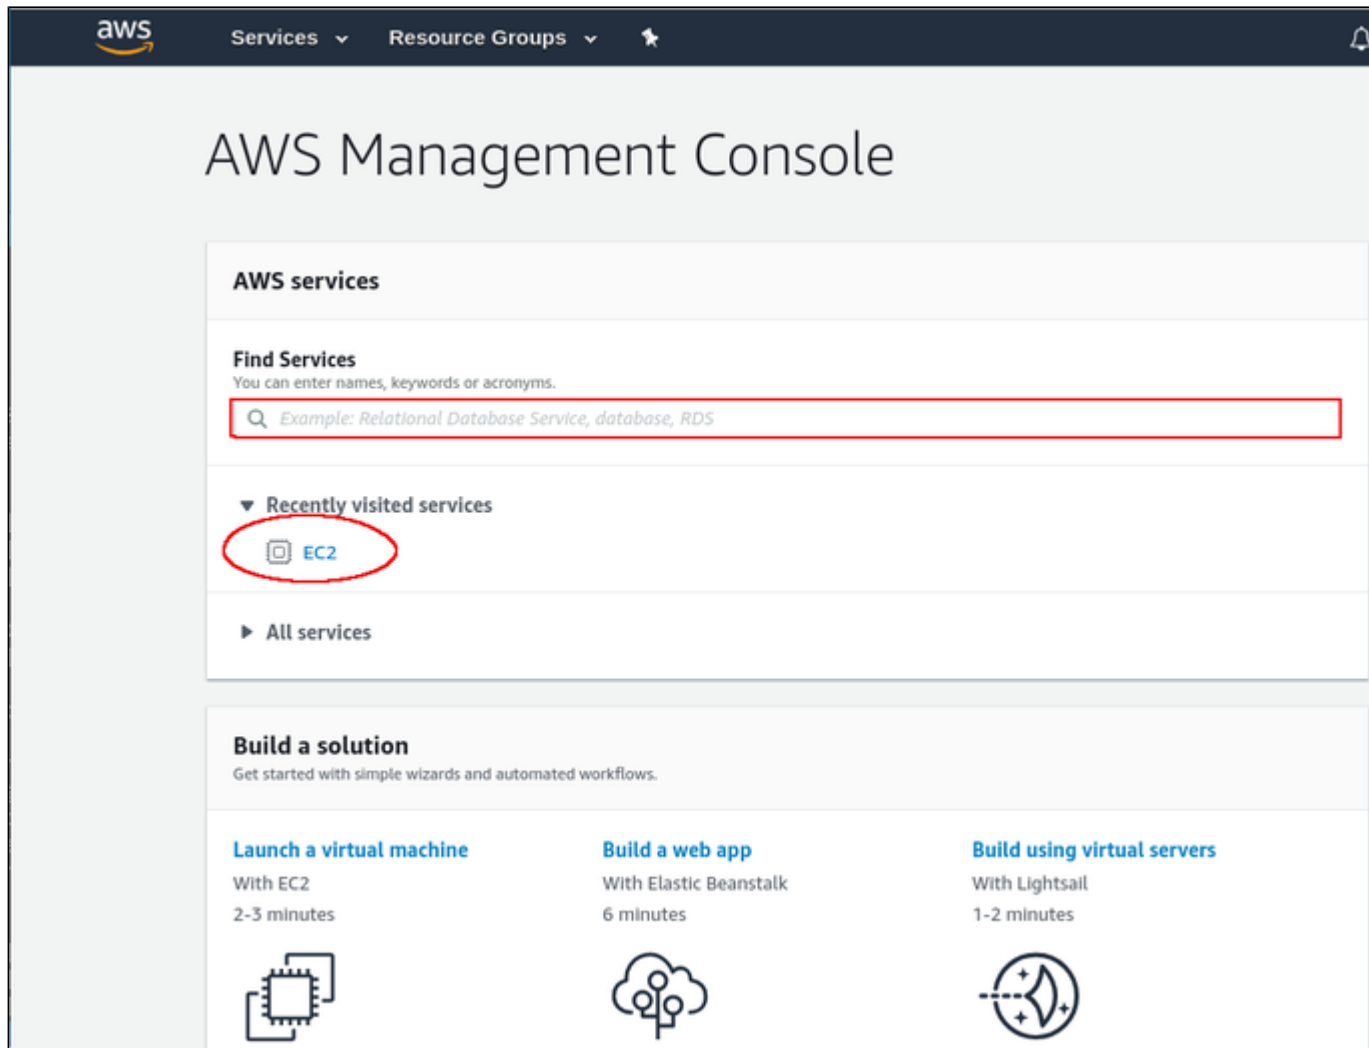 aws
Services Resource Groups
AWS Management Console
AWS services
Find Services
You can enter names, keywords or acronyms.
Example: Relational Database Service, database, RDS
Recently visited services
EC2
All services
Build a solution
Get started with simple wizards and automated workflows.
Launch a virtual machine
With EC2
2-3 minutes
Build a web app
With Elastic Beanstalk
6 minutes
Build using virtual servers
With Lightsail
1-2 minutes